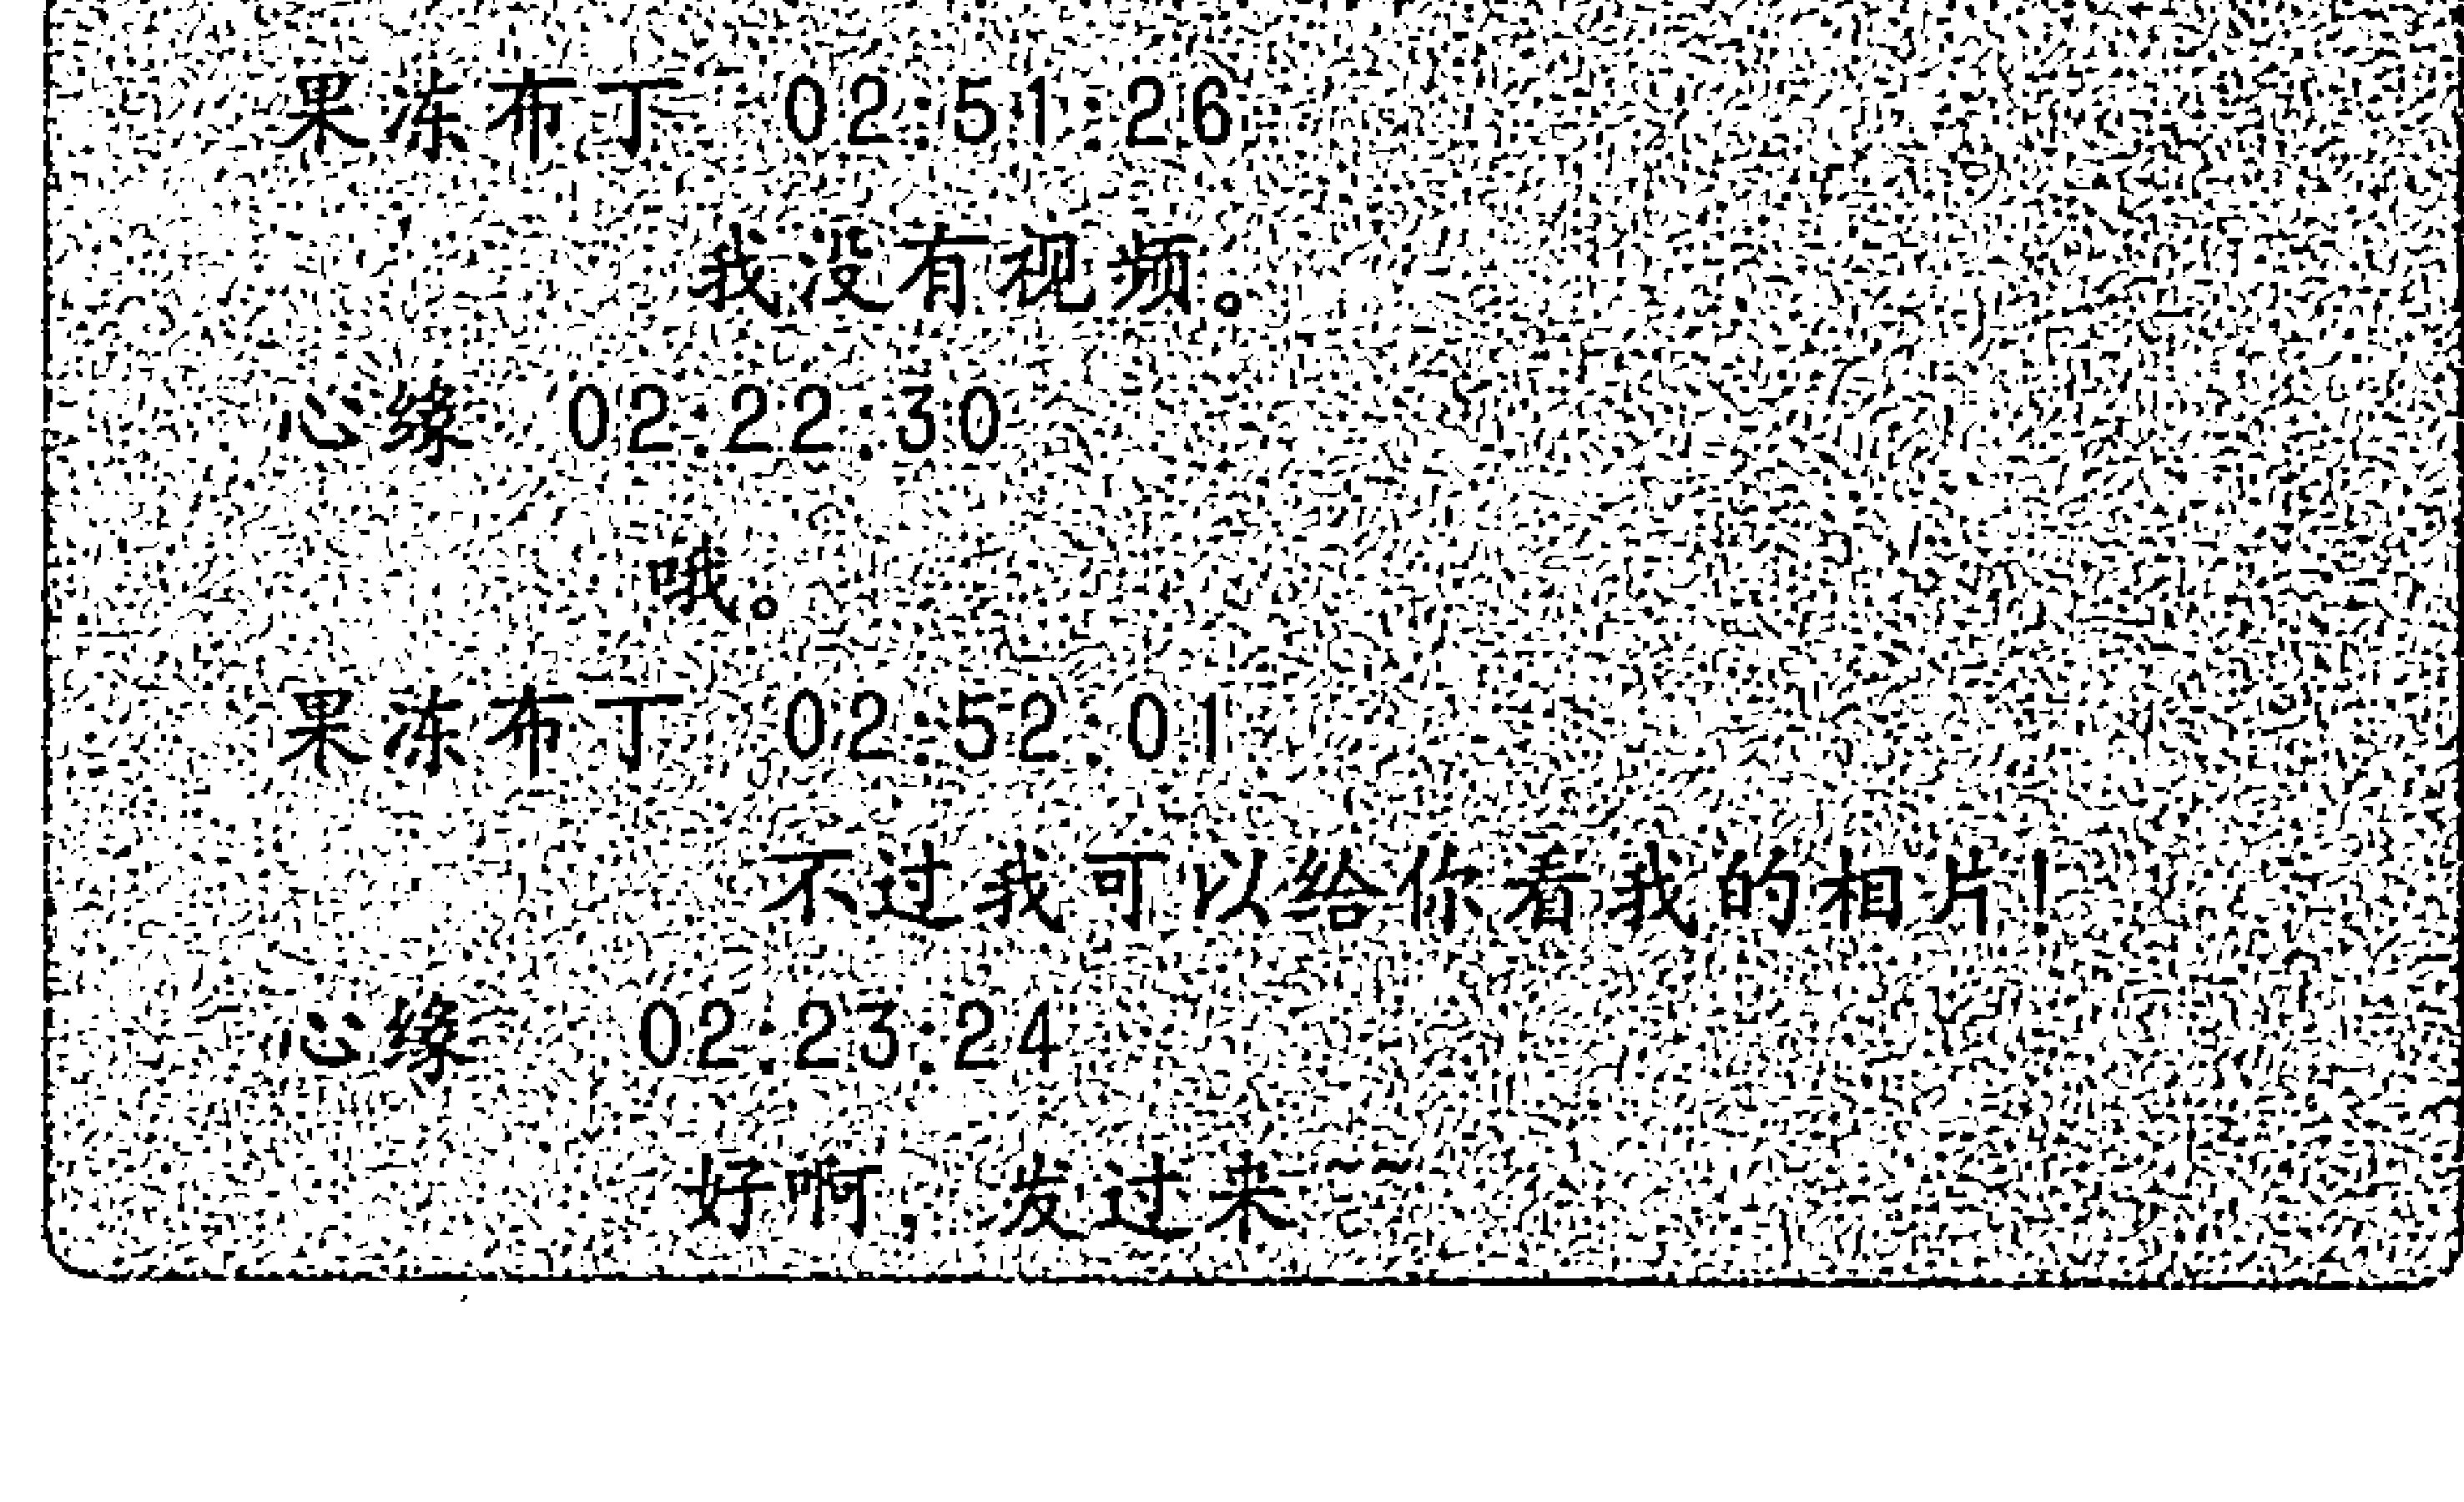 果冻布丁 02:51:26
我没有视频。
心缘 02:22:30
哦。
果冻布丁 02:52:01
不过我可以给你看我的相片!
心缘 02:23:24
好啊, 发过来~~